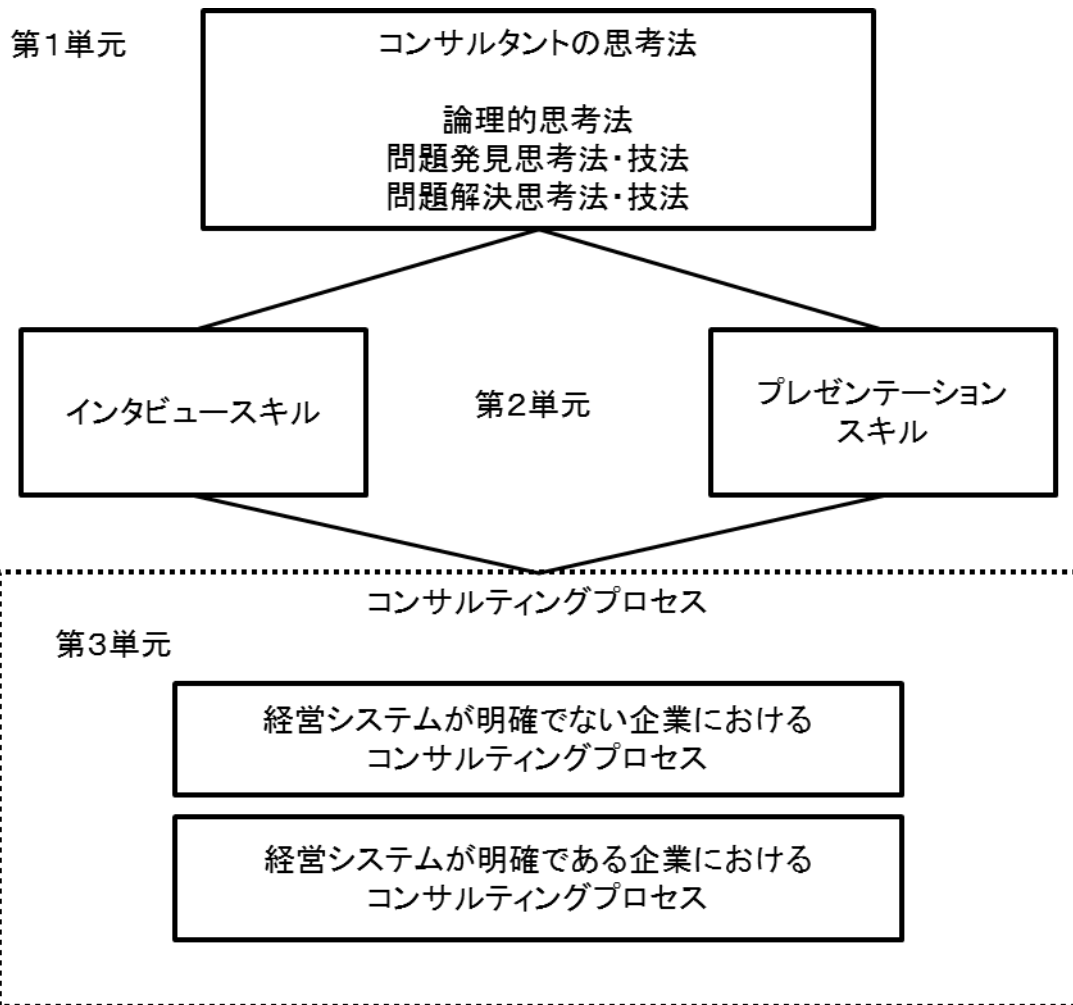 第1単元
コンサルタントの思考法
論理的思考法
問題発見思考法・技法
問題解決思考法・技法
インタビュースキル
第2単元
プレゼンテーション
スキル
コンサルティングプロセス
第3単元
経営システムが明確でない企業における
コンサルティングプロセス
経営システムが明確である企業における
コンサルティングプロセス